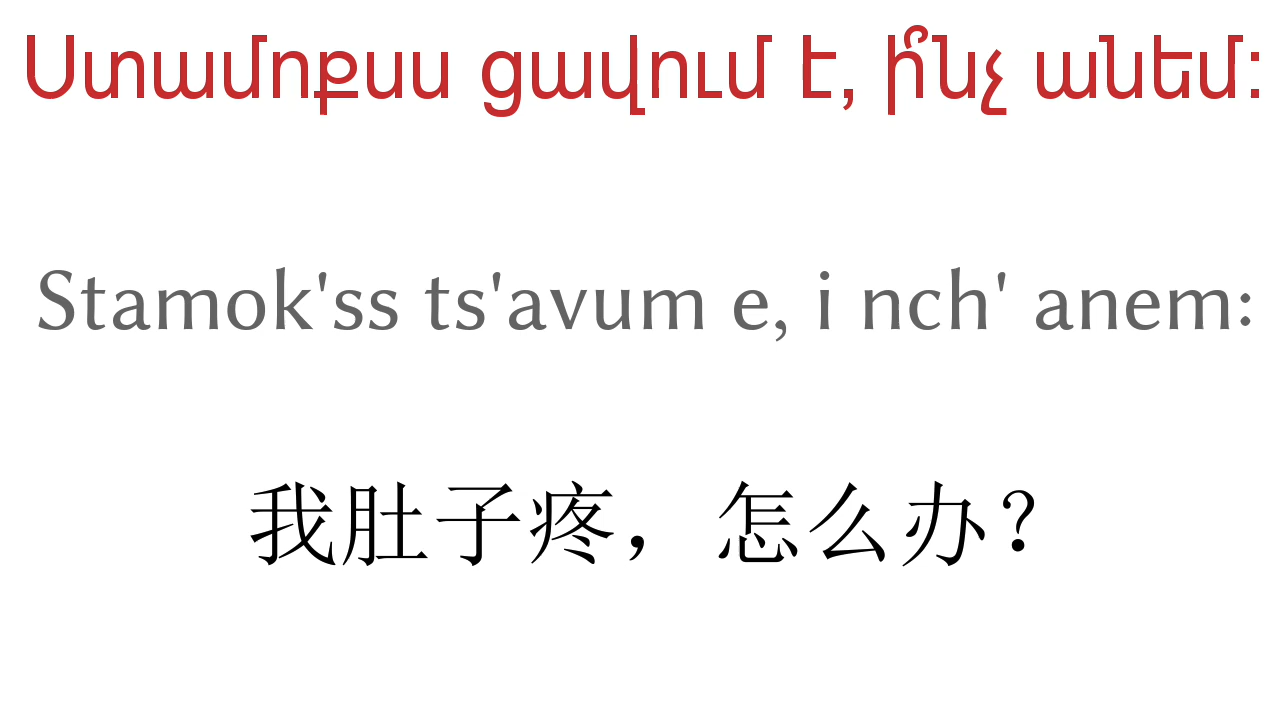 Ստամոքսս ցավում է, ի՞նչ անեմ:
Stamok'ss ts'avum e, i nch' anem:
我肚子疼，怎么办？